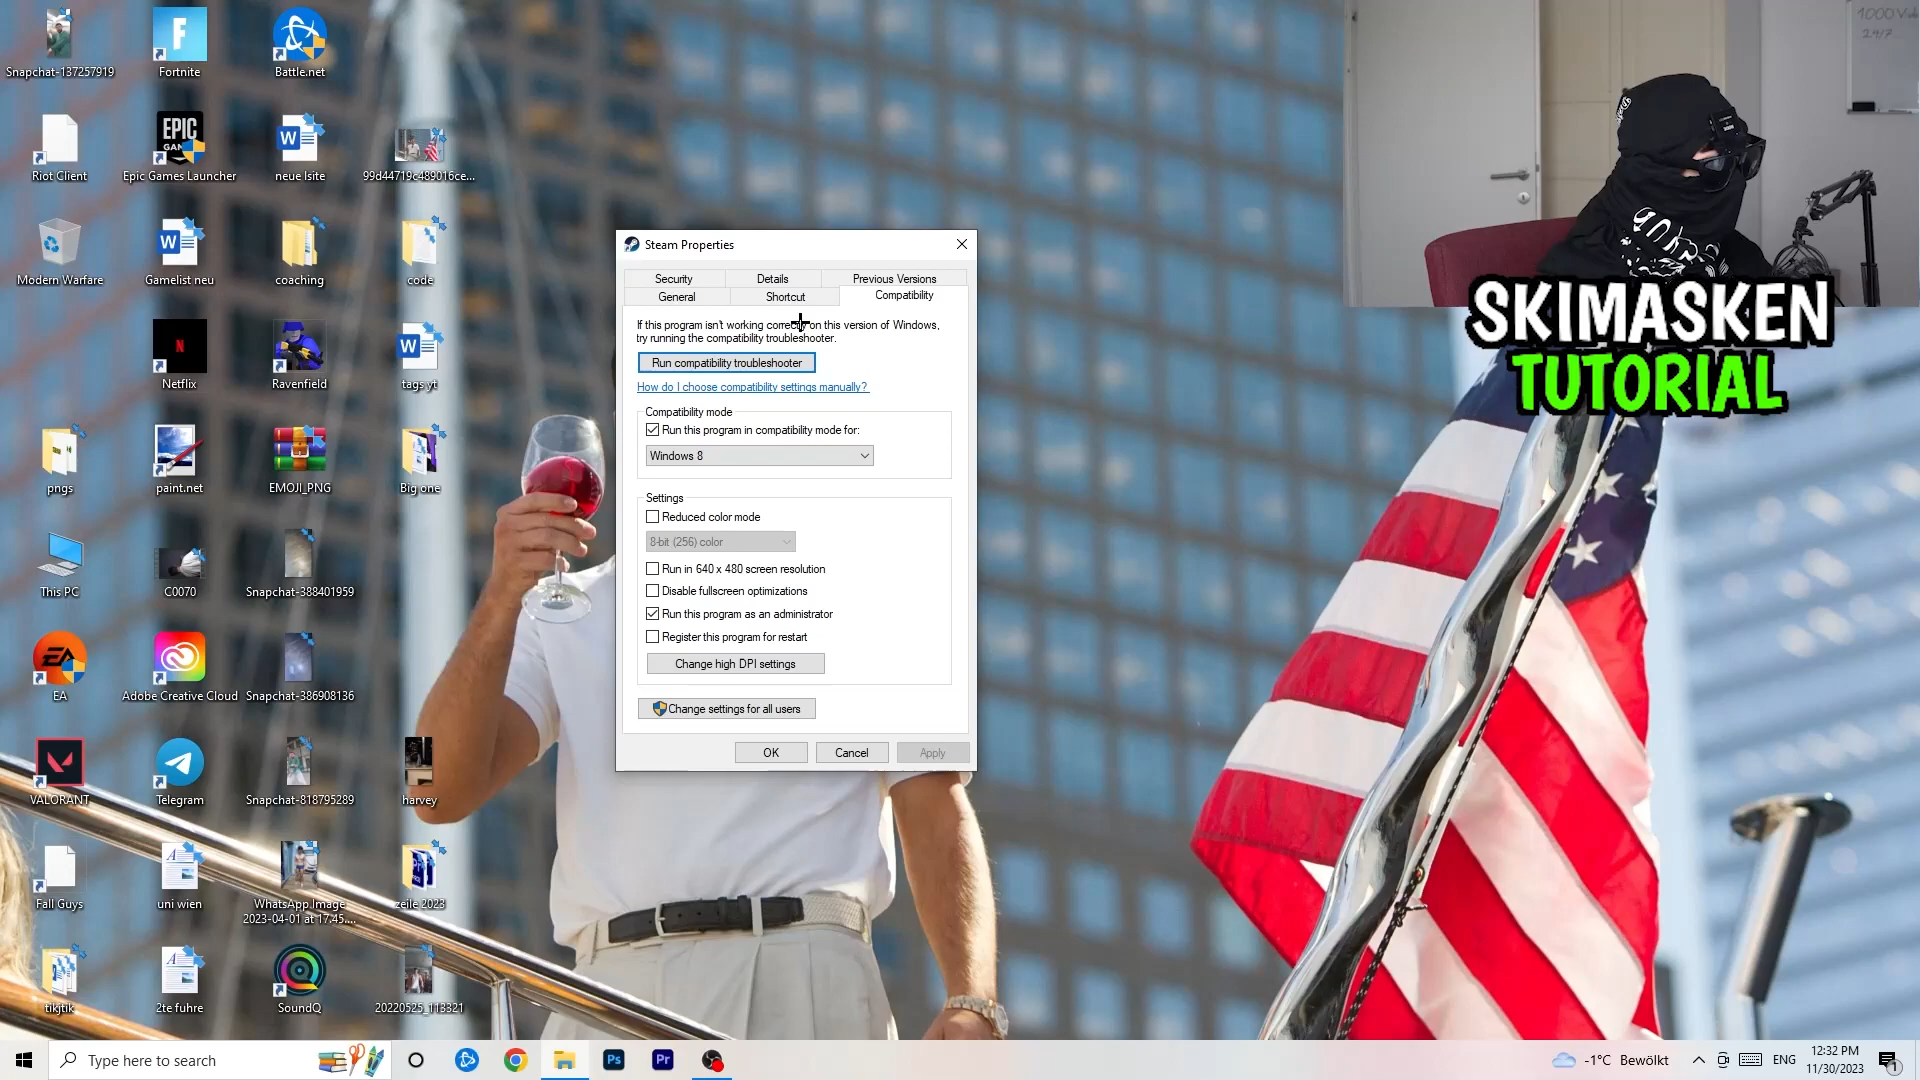 Snapchat-137257919
Fortnite
Battle.net
Riot Client
EPIC
GAM
Epic Games Launcher
neue lsite
99d44719c489016ce...
Modern Warfare
Gamelist neu
coaching
code
Netflix
Ravenfield
tags yt
pngs
paint.net
EMOJI_PNG
Big one
This PC
C0070
Snapchat-388401959
EA
Adobe Creative Cloud
Snapchat-386908136
VALORANT
Telegram
Snapchat-818795289
harvey
Fall Guys
uni wien
WhatsApp Image
2023-04-01 at 17.45....
zeile 2023
tikjtik
2te fuhre
SoundQ
20220525_113321
Steam Properties
Security
Details
Previous Versions
General
Shortcut
Compatibility
If this program isn't working correctly on this version of Windows,
try running the compatibility troubleshooter.
Run compatibility troubleshooter
How do I choose compatibility settings manually?
Compatibility mode
Run this program in compatibility mode for:
Windows 8
Settings
Reduced color mode
8-bit (256) color
Run in 640 x 480 screen resolution
Disable fullscreen optimizations
Run this program as an administrator
Register this program for restart
Change high DPI settings
Change settings for all users
OK
Cancel
Apply
SKIMASKEN
TUTORIAL
Type here to search
Ps
Pr
-1°C Bewölkt
ENG
12:32 PM
11/30/2023
1